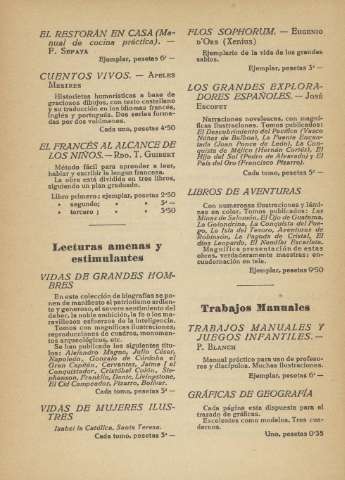 EL RESTORÁN EN CASA (Ma-
nual de cocina práctica). —
P. SEPAYA
Ejemplar, pesetas 6 —
CUENTOS VIVOS. — APELES
MESTRES
Historietas humorísticas a base de
graciosos dibujos, con texto castellano
y su traducción en los idiomas francés,
inglés y portugués. Dos series forma-
das por dos volúmenes.
Cada uno, pesetas 4'50
EL FRANCÉS AL ALCANCE DE
LOS NIÑOS. — RDO. T. GUIBERT
Método fácil para aprender a leer,
hablar y escribir la lengua francesa.
La obra está dividida en tres libros,
siguiendo un plan graduado.
Libro primero; ejemplar, pesetas 2'50
» segundo; » » 3' —
» tercero; » » 3'50
Lecturas amenas y
estimulantes
VIDAS DE GRANDES HOM-
BRES
En esta colección de biografías se po-
nen de manifiesto el patriotismo ardien-
te y generoso, el severo sentimiento del
deber, la noble ambición, la fe o los ma-
ravillosos esfuerzos de la inteligencia.
Tomos con magníficas ilustraciones,
reproducciones de cuadros, monumen-
tos arqueológicos, etc.
Se han publicado los siguientes títu-
los: Alejandro Magno, Julio César,
Napoleón, Gonzalo de Córdoba el
Gran Capitán, Cervantes, Jaime I el
Conquistador, Cristóbal Colón, Ste-
phenson, Franklin, Dante, Livingstone,
El Cid Campeador, Pizarro, Bolívar.
Cada tomo, pesetas 3' —
VIDAS DE MUJERES ILUS-
TRES
Isabel la Católica, Santa Teresa.
Cada tomo, pesetas 3' —
FLOS SOPHORUM. — EUGENIO
D'ORS (Xenius)
Ejemplario de la vida de los grandes
sabios.
Ejemplar, pesetas 3' —
LOS GRANDES EXPLORA-
DORES ESPAÑOLES. — JOSÉ
ESCOFET
Narraciones novelescas, con magní-
ficas ilustraciones. Tomos publicados:
El Descubrimiento del Pacífico (Vasco
Núñez de Balboa), La Fuente Encan-
tada (Juan Ponce de León), La Con-
quista de Méjico (Hernán Cortés), El
Hijo del Sol (Pedro de Alvarado) y El
País del Oro (Francisco Pizarro).
Cada tomo, pesetas 5' —
LIBROS DE AVENTURAS
Con numerosas ilustraciones y lámi-
nas en color. Tomos publicados: Las
Minas de Salomón, El Ojo de Guatama,
La Golondrina, La Conquista del Poe-
ma, La Isla del Tesoro, Aventuras de
Robinsón, La Pagoda de Cristal, El
dios Leopardo, El Nautilus Escarlata.
Magnífica presentación de estas
obras, verdaderamente maestras; en-
cuadernación en tela.
Ejemplar, pesetas 9'50
Trabajos Manuales
TRABAJOS MANUALES Y
JUEGOS INFANTILES. —
P. BLANCH
Manual práctico para uso de profeso-
res y discípulos. Muchas ilustraciones.
Ejemplar, pesetas 6' —
GRÁFICAS DE GEOGRAFÍA
Cada página está dispuesta para el
trazado de gráficas.
Excelentes como modelos. Tres cua-
dernos.
Uno, pesetas 0'35